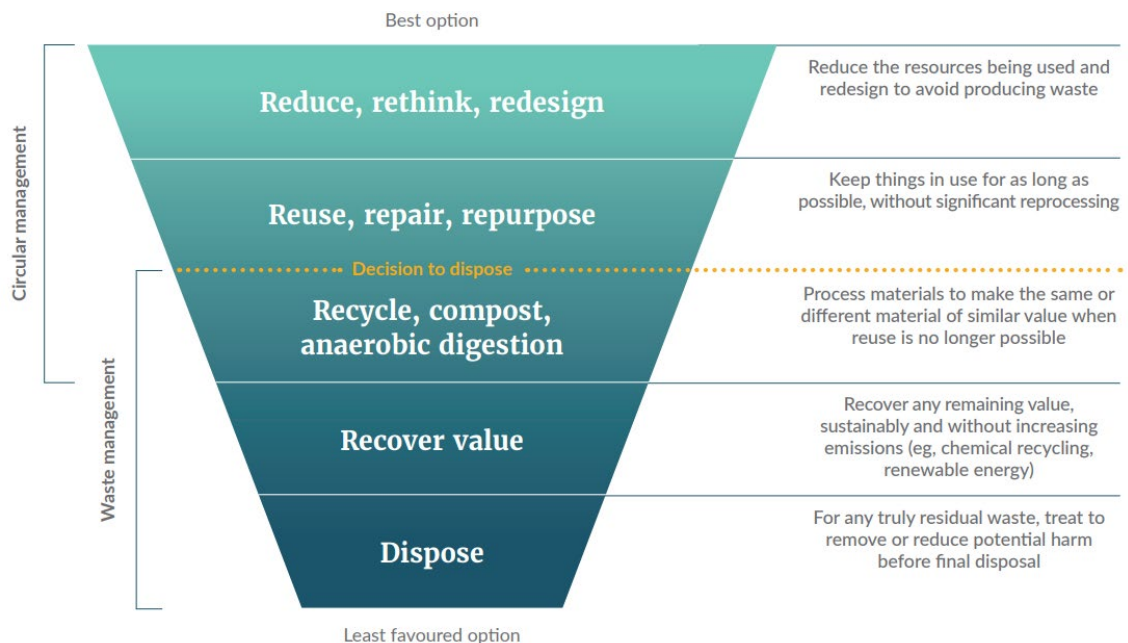 Best option
Circular management
Reduce, rethink, redesign
Reduce the resources being used and
redesign to avoid producing waste
Reuse, repair, repurpose
Keep things in use for as long as
possible, without significant reprocessing
Decision to dispose
Waste management
Recycle, compost,
anaerobic digestion
Process materials to make the same or
different material of similar value when
reuse is no longer possible
Recover value
Recover any remaining value,
sustainably and without increasing
emissions (eg, chemical recycling,
renewable energy)
Dispose
For any truly residual waste, treat to
remove or reduce potential harm
before final disposal
Least favoured option